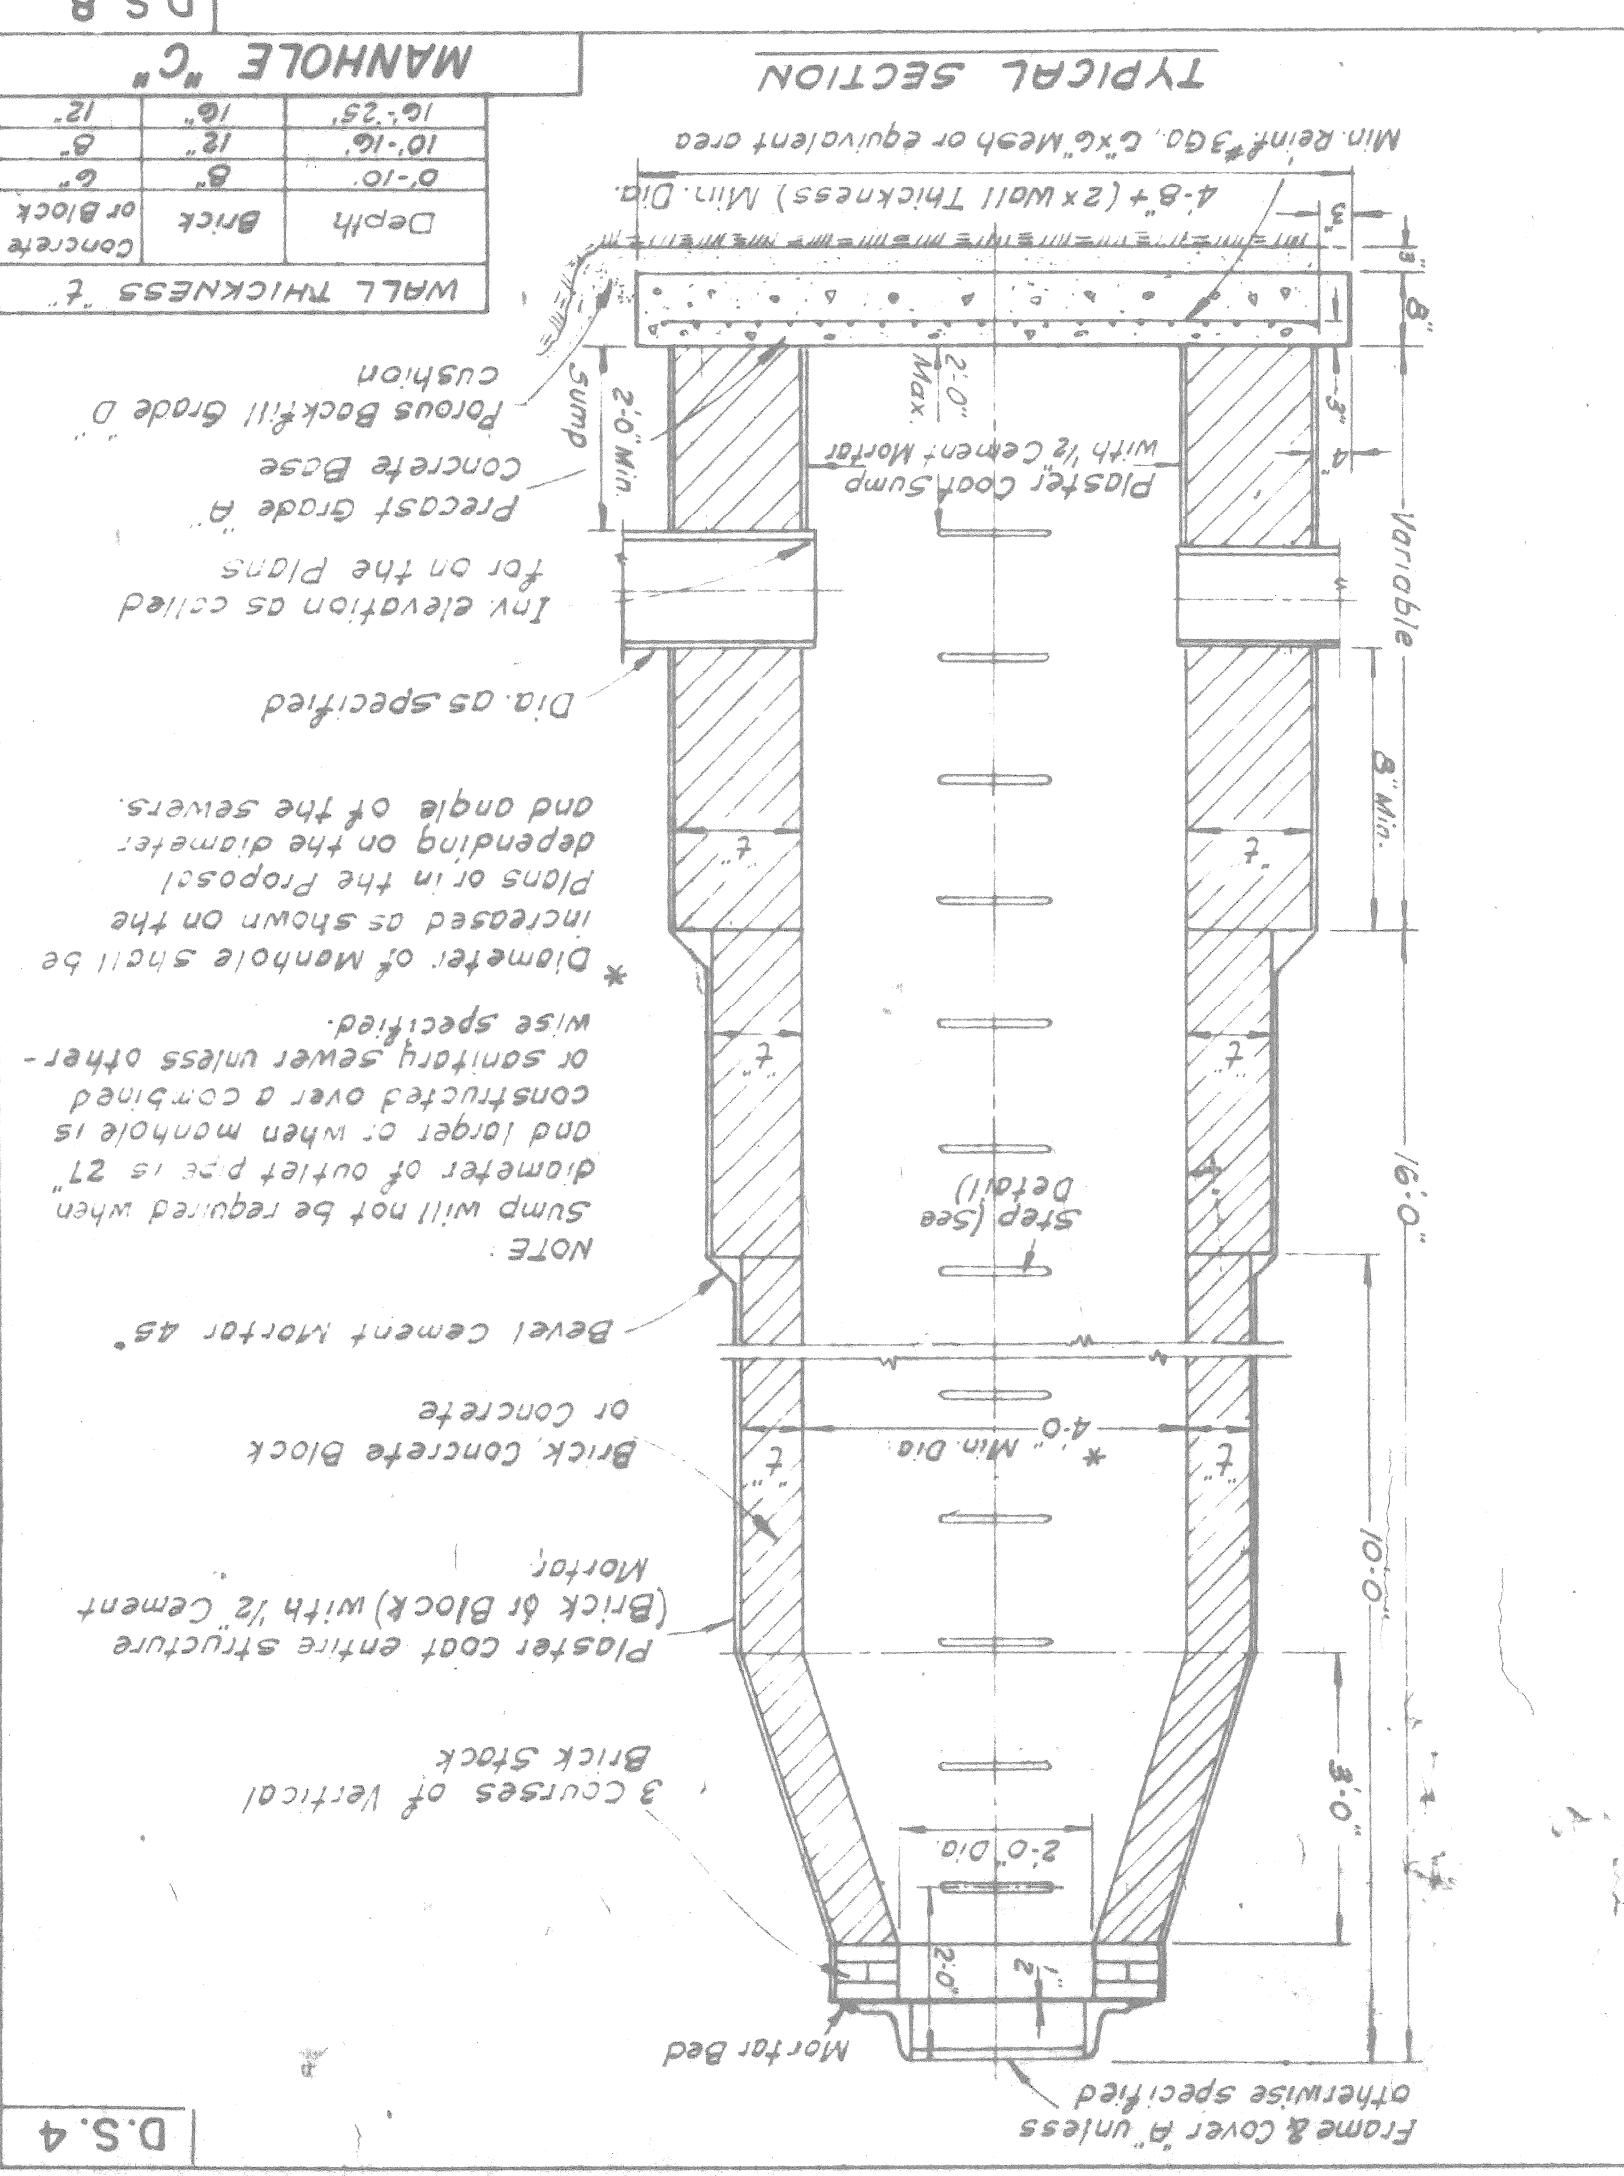 D.S.4
Frame & Cover "A" unless
otherwise specified
Mortar Bed
1/2"
2'-0"
2'-0" Dia.
3'-0"
3 Courses of Vertical
Brick Stack
Plaster coat entire structure
(Brick or Block) with 1/2" Cement
Mortar
10'-0"
Brick, Concrete Block
or Concrete
"t"
* 4'-0" Min. Dia.
"t"
Bevel Cement Mortar 45°
Step (See
Detail)
16'-0"
NOTE:
Sump will not be required when
diameter of outlet pipe is 27"
and larger or when manhole is
constructed over a combined
or sanitary sewer unless other-
wise specified.
"t"
"t"
* Diameter of Manhole shall be
increased as shown on the
Plans or in the Proposal
depending on the diameter
and angle of the sewers.
"t"
"t"
8" Min.
Dia. as specified
Variable
Inv. elevation as called
for on the Plans
Precast Grade "A"
Concrete Base
Plaster Coat Sump
with 1/2" Cement Mortar
4"
3"
2'-0" Min.
Sump
2'-0"
Max.
Porous Backfill Grade "D"
cushion
8"
3"
3"
4'-8" + (2 x Wall Thickness) Min. Dia.
Min. Reinf. #3 Ga., 6"x6" Mesh or equivalent area
TYPICAL SECTION
WALL THICKNESS "t"
Depth Brick Concrete or Block
0'-10' 8" 6"
10'-16' 12" 8"
16'-25' 16" 12"
MANHOLE "C"
D.S. 8